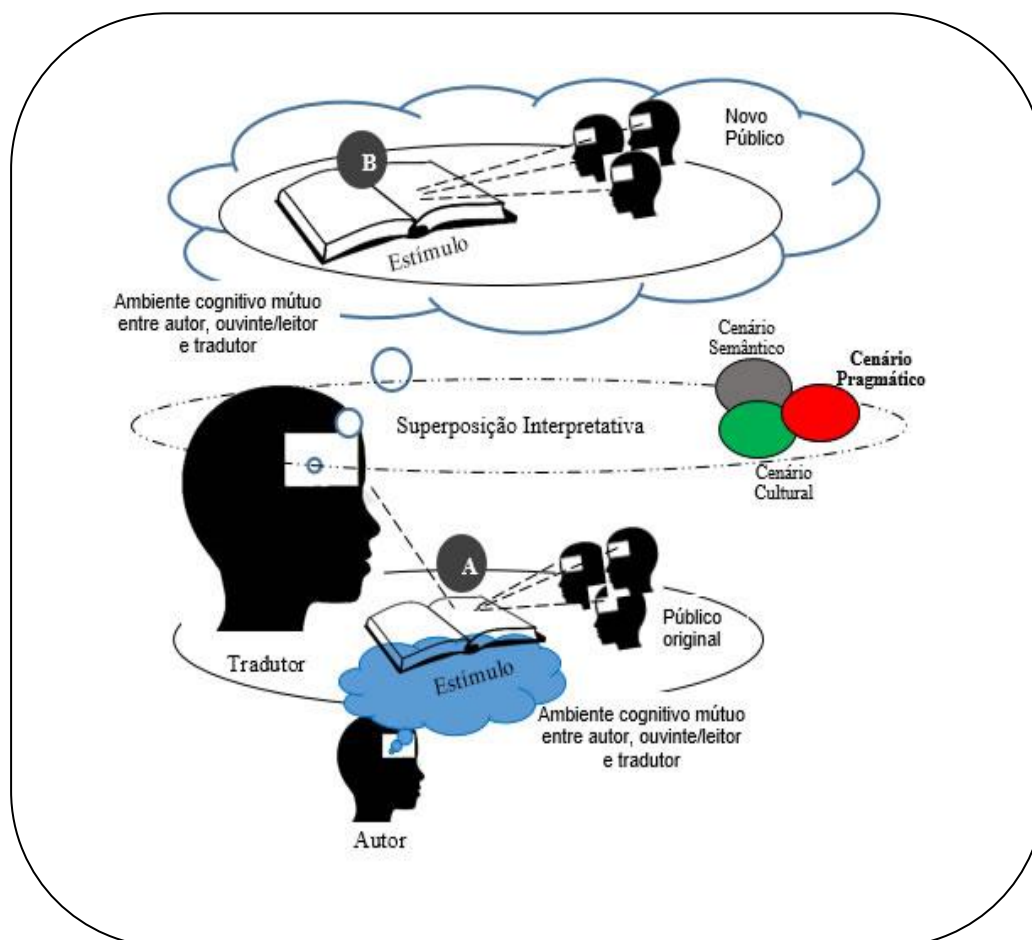 Novo
Público
B
Estímulo
Ambiente cognitivo mútuo
entre autor, ouvinte/leitor
e tradutor
Cenário
Semântico
Cenário
Pragmático
Superposição Interpretativa
Cenário
Cultural
A
Público
original
Tradutor
Estímulo
Ambiente cognitivo mútuo
entre autor, ouvinte/leitor
e tradutor
Autor